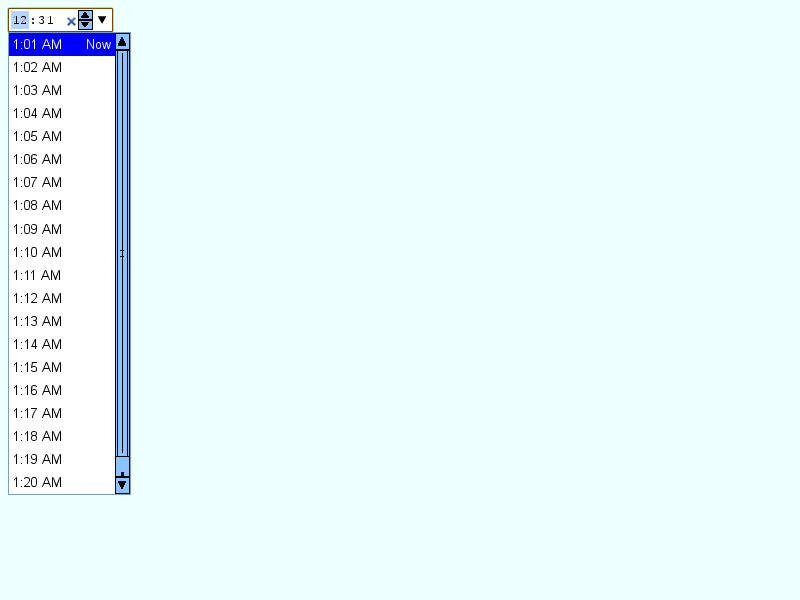 12:31
1:01 AM Now
1:02 AM
1:03 AM
1:04 AM
1:05 AM
1:06 AM
1:07 AM
1:08 AM
1:09 AM
1:10 AM
1:11 AM
1:12 AM
1:13 AM
1:14 AM
1:15 AM
1:16 AM
1:17 AM
1:18 AM
1:19 AM
1:20 AM